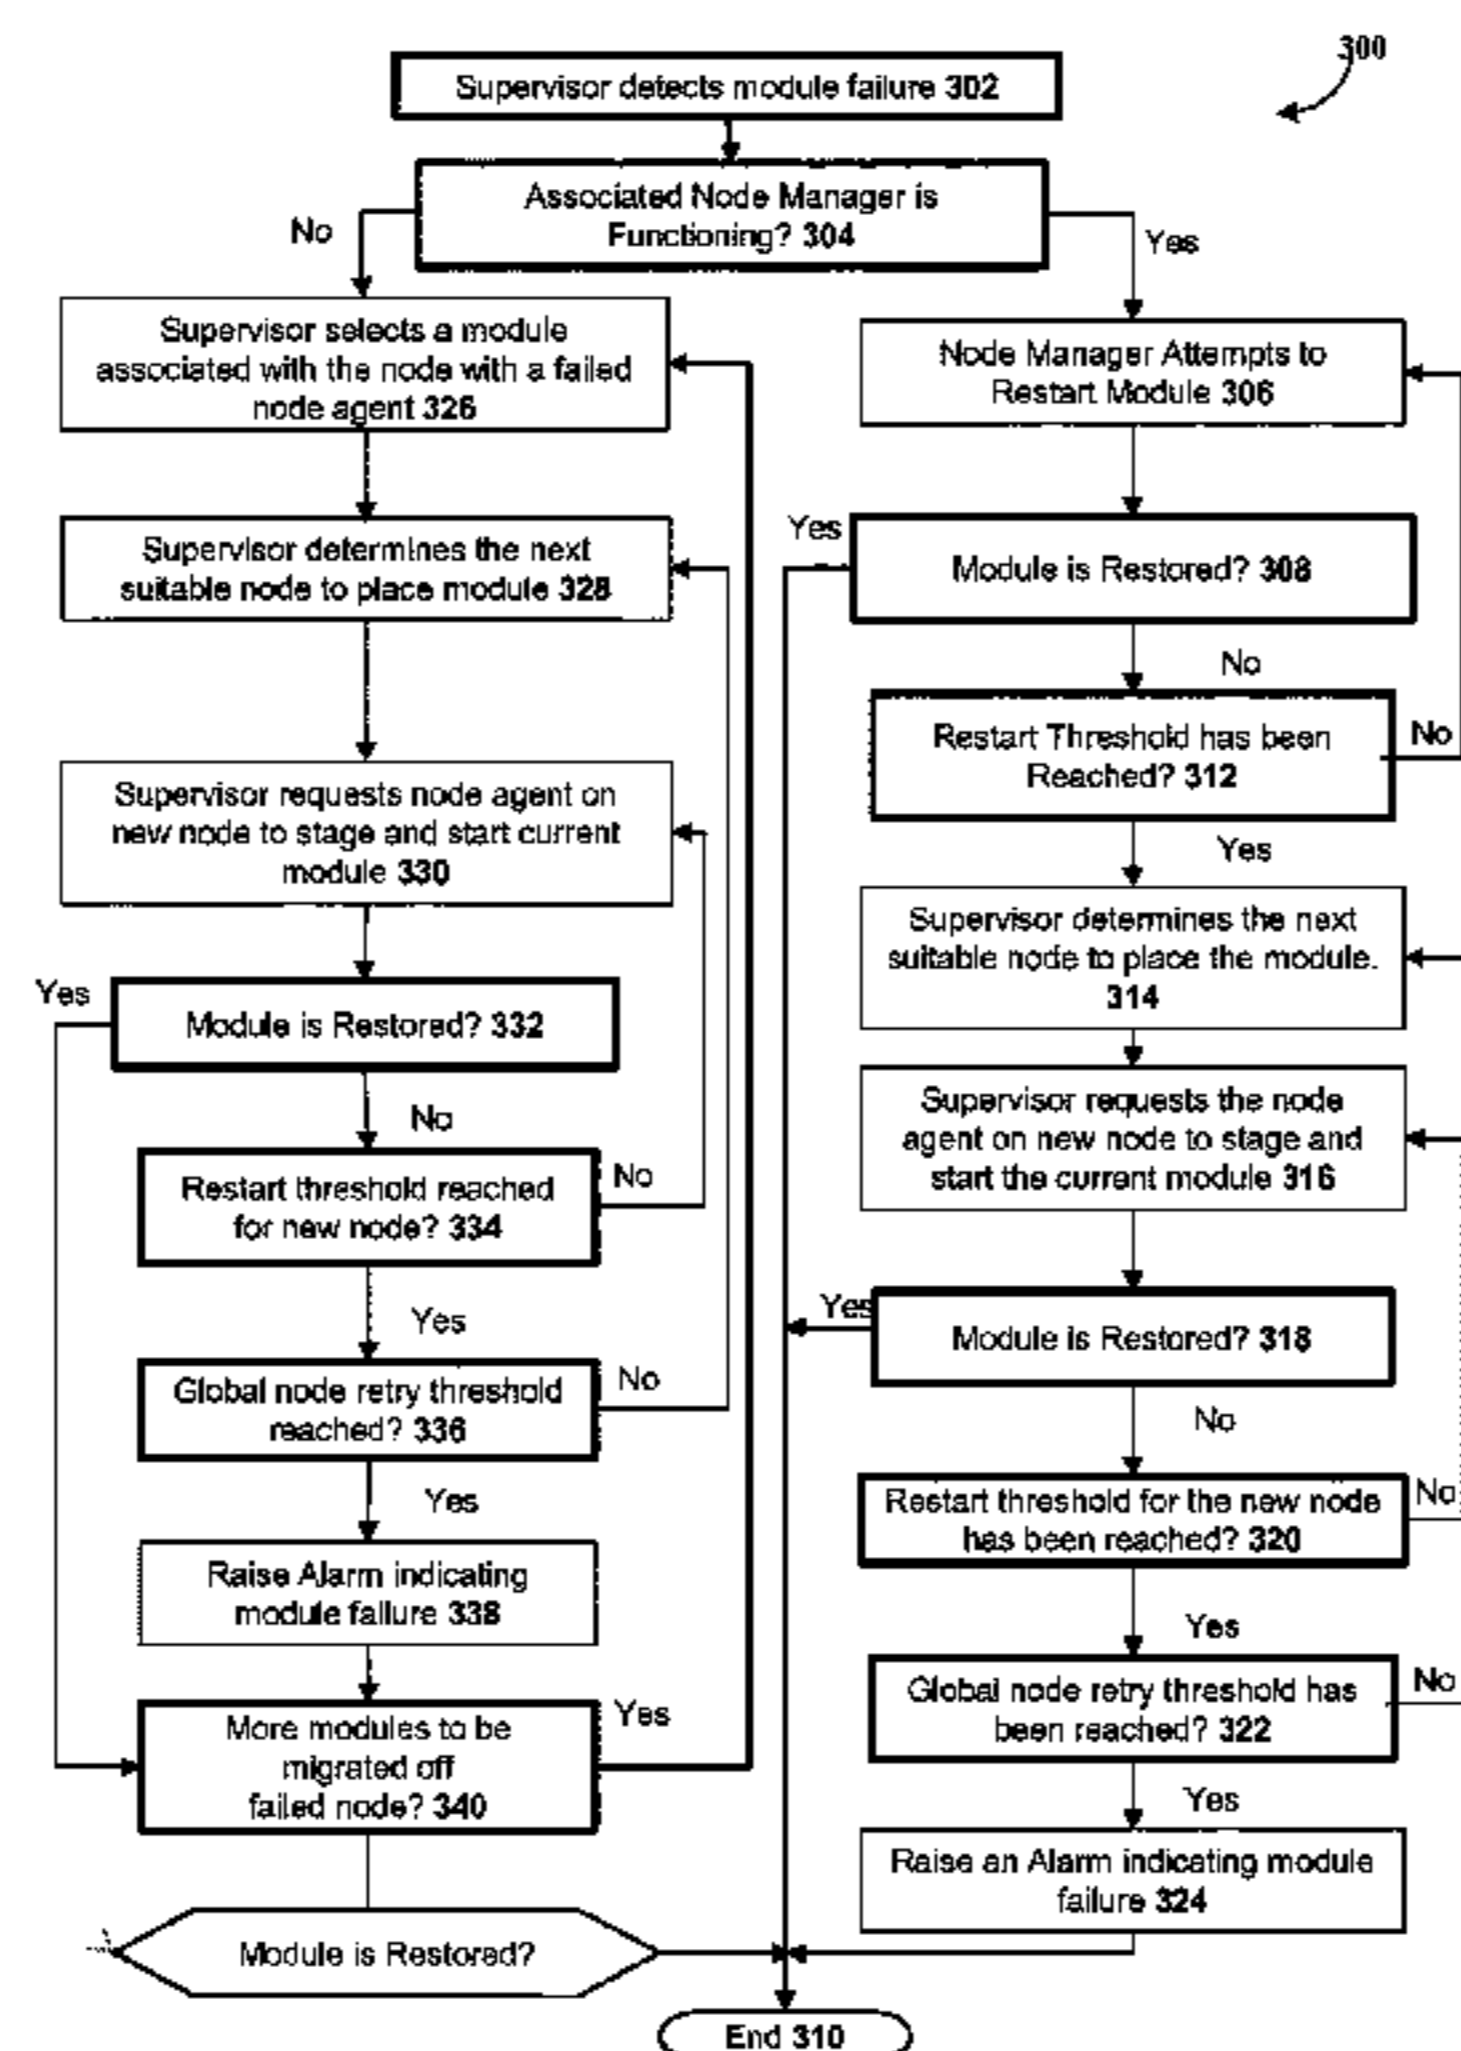 300
Supervisor detects module failure 302
Associated Node Manager is
Functioning? 304
No
Yes
Supervisor selects a module
associated with the node with a failed
node agent 326
Node Manager Attempts to
Restart Module 306
Supervisor determines the next
suitable node to place module 328
Yes
Module is Restored? 308
No
Restart Threshold has been
Reached? 312
No
Yes
Supervisor requests node agent on
new node to stage and start current
module 330
Supervisor determines the next
suitable node to place the module.
314
Yes
Module is Restored? 332
No
Supervisor requests the node
agent on new node to stage and
start the current module 316
Restart threshold reached
for new node? 334
No
Yes
Yes
Module is Restored? 318
No
Global node retry threshold
reached? 336
No
Yes
Restart threshold for the new node
has been reached? 320
No
Yes
Raise Alarm indicating
module failure 338
Global node retry threshold has
been reached? 322
No
Yes
More modules to be
migrated off
failed node? 340
Yes
Raise an Alarm indicating module
failure 324
Module is Restored?
End 310